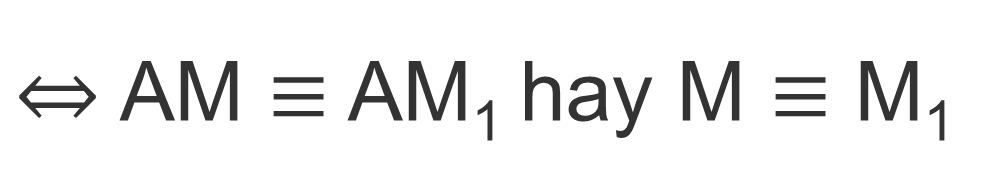 ⇔ AM ≡ AM₁ hay M ≡ M₁